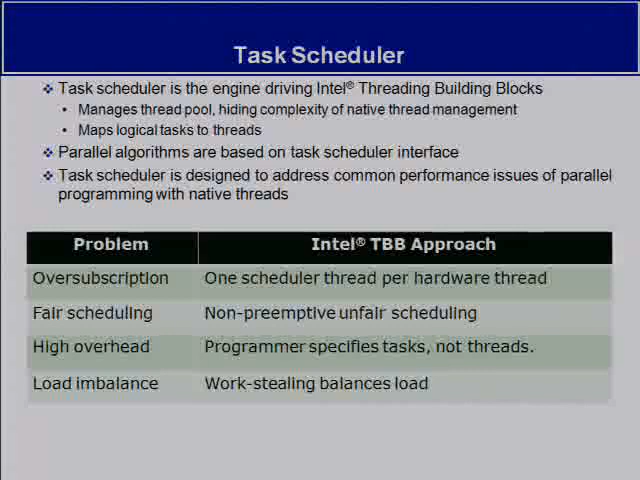 Task Scheduler
❖ Task scheduler is the engine driving Intel® Threading Building Blocks
• Manages thread pool, hiding complexity of native thread management
• Maps logical tasks to threads
❖ Parallel algorithms are based on task scheduler interface
❖ Task scheduler is designed to address common performance issues of parallel
programming with native threads
Problem Intel® TBB Approach
Oversubscription One scheduler thread per hardware thread
Fair scheduling Non-preemptive unfair scheduling
High overhead Programmer specifies tasks, not threads.
Load imbalance Work-stealing balances load